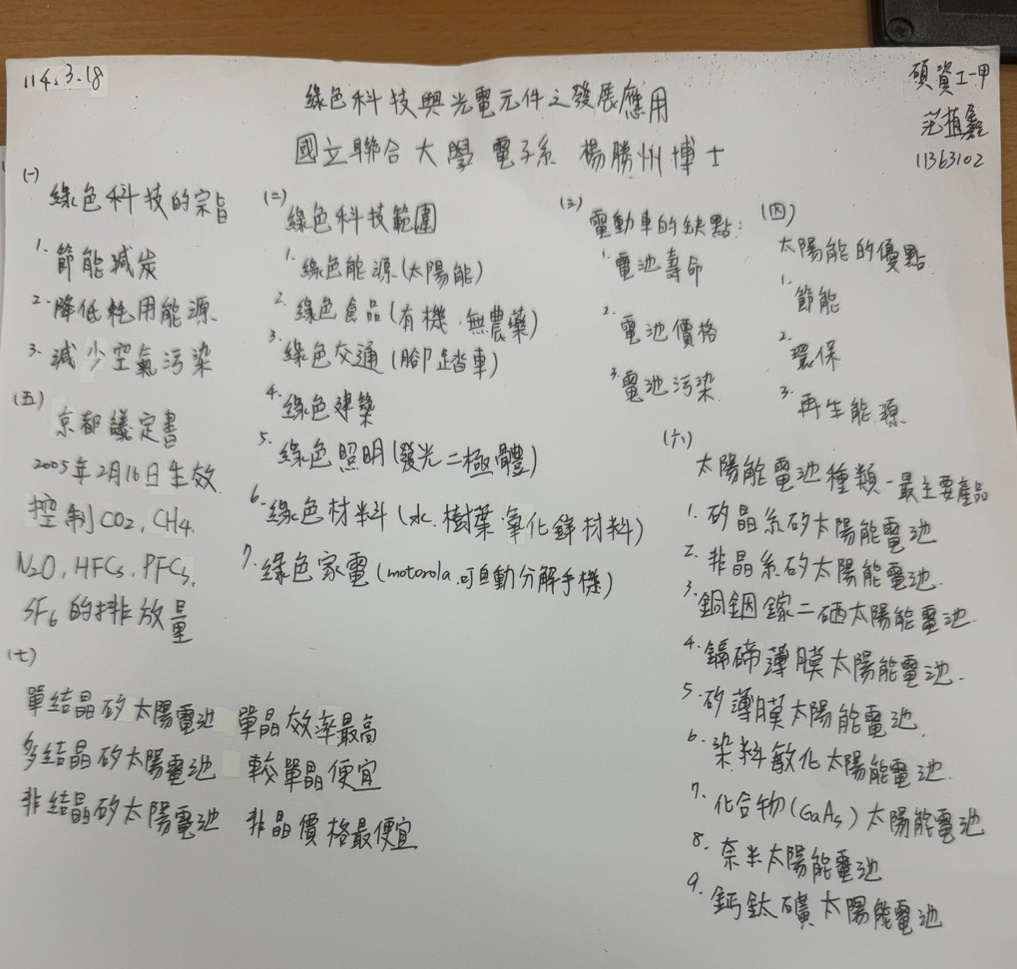 114.3.18
綠色科技與光電元件之發展應用
國立聯合大學 電子系 楊勝州博士
碩資工一甲
范植鑫
11363102
(一)
綠色科技的宗旨
1. 節能減炭
2. 降低耗用能源
3. 減少空氣污染
(二)
綠色科技範圍
1. 綠色能源(太陽能)
2. 綠色食品(有機.無農藥)
3. 綠色交通(腳踏車)
4. 綠色建築
5. 綠色照明(發光二極體)
6. 綠色材料(水.樹葉.氧化鋅材料)
7. 綠色家電(motorola.可自動分解手機)
(三)
電動車的缺點:
1. 電池壽命
2. 電池價格
3. 電池污染
(四)
太陽能的優點
1. 節能
2. 環保
3. 再生能源
(五)
京都議定書
2005年2月16日生效
控制CO2, CH4,
N2O, HFCs, PFCs,
SF6的排放量
(六)
太陽能電池種類-最主要產品
1. 矽晶系矽太陽能電池
2. 非晶系矽太陽能電池.
3. 銅銦鎵二硒太陽能電池.
4. 鎘碲薄膜太陽能電池.
5. 矽薄膜太陽能電池.
6. 染料敏化太陽能電池.
7. 化合物(GaAs)太陽能電池
8. 奈米太陽能電池
9. 鈣鈦礦太陽能電池
(七)
單結晶矽太陽電池 單晶效率最高
多結晶矽太陽電池 較單晶便宜
非結晶矽太陽電池 非晶價格最便宜